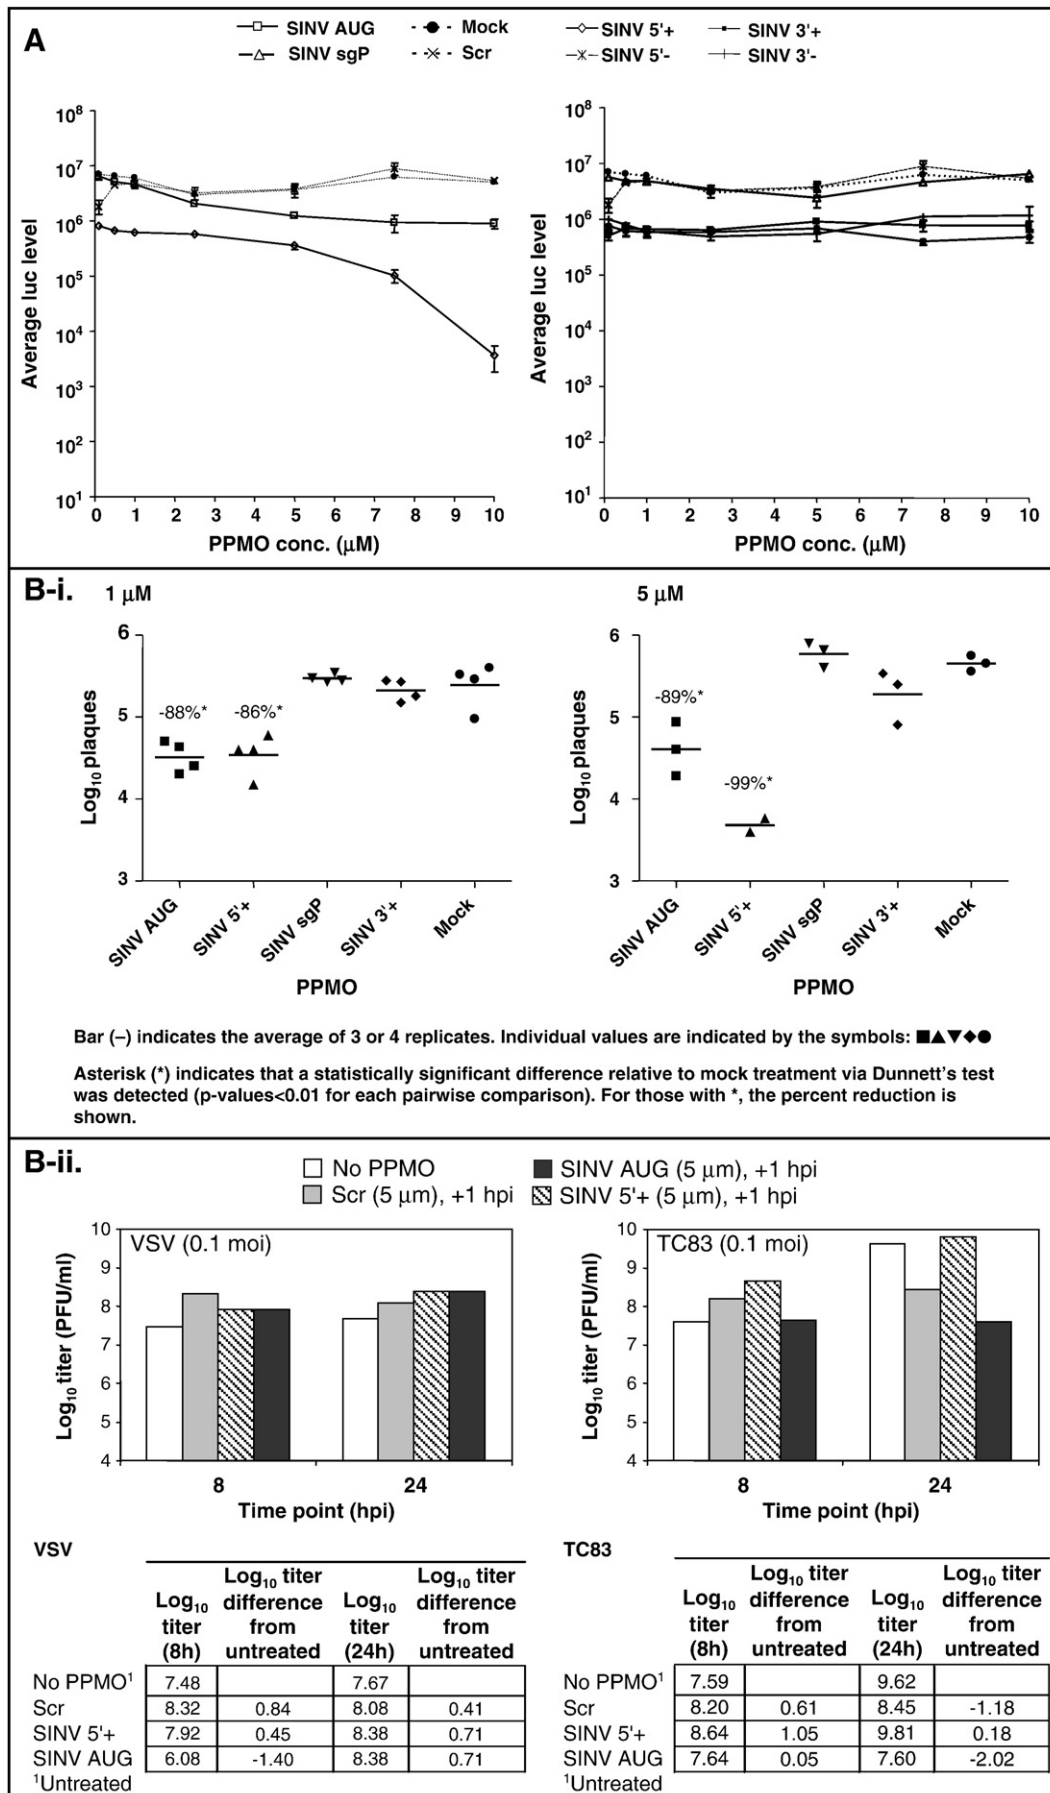 A
SINV AUG
Mock
SINV sgP
Scr
SINV 5'+
SINV 3'+
SINV 5'-
SINV 3'-
Average luc level
10⁸
10⁷
10⁶
10⁵
10⁴
10³
10²
10¹
0 1 2 3 4 5 6 7 8 9 10
PPMO conc. (μM)
Average luc level
10⁸
10⁷
10⁶
10⁵
10⁴
10³
10²
10¹
0 1 2 3 4 5 6 7 8 9 10
PPMO conc. (μM)
B-i.
1 μM
Log₁₀ plaques
6
5
4
3
-88%*
-86%*
SINV AUG
SINV 5'+
SINV sgP
SINV 3'+
Mock
PPMO
5 μM
Log₁₀ plaques
6
5
4
3
-89%*
-99%*
SINV AUG
SINV 5'+
SINV sgP
SINV 3'+
Mock
PPMO
Bar (–) indicates the average of 3 or 4 replicates. Individual values are indicated by the symbols: ■▲▼◆●
Asterisk (*) indicates that a statistically significant difference relative to mock treatment via Dunnett's test
was detected (p-values<0.01 for each pairwise comparison). For those with *, the percent reduction is
shown.
B-ii.
No PPMO
SINV AUG (5 μm), +1 hpi
Scr (5 μm), +1 hpi
SINV 5'+ (5 μm), +1 hpi
VSV (0.1 moi)
Log₁₀ titer (PFU/ml)
10
9
8
7
6
5
4
8 24
Time point (hpi)
TC83 (0.1 moi)
Log₁₀ titer (PFU/ml)
10
9
8
7
6
5
4
8 24
Time point (hpi)
VSV
Log₁₀ titer (8h)
Log₁₀ titer difference from untreated
Log₁₀ titer (24h)
Log₁₀ titer difference from untreated
No PPMO¹ 7.48 7.67
Scr 8.32 0.84 8.08 0.41
SINV 5'+ 7.92 0.45 8.38 0.71
SINV AUG 6.08 -1.40 8.38 0.71
¹Untreated
TC83
Log₁₀ titer (8h)
Log₁₀ titer difference from untreated
Log₁₀ titer (24h)
Log₁₀ titer difference from untreated
No PPMO¹ 7.59 9.62
Scr 8.20 0.61 8.45 -1.18
SINV 5'+ 8.64 1.05 9.81 0.18
SINV AUG 7.64 0.05 7.60 -2.02
¹Untreated